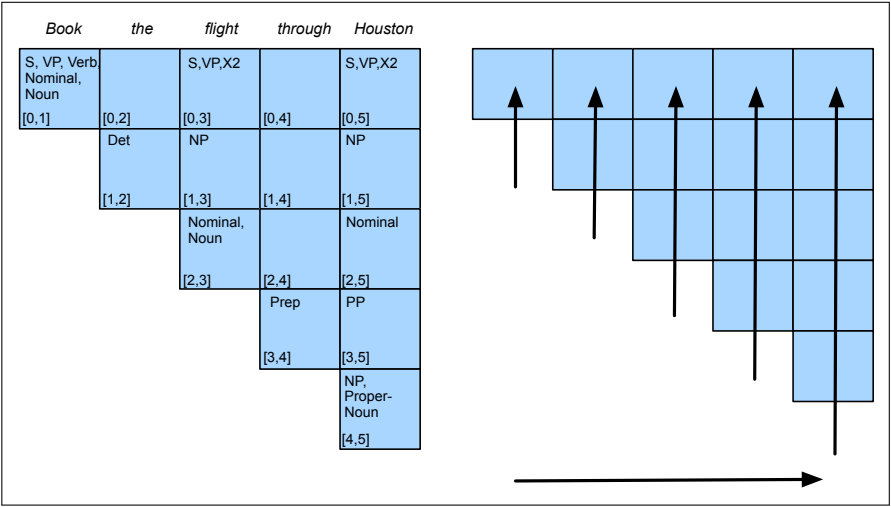 Book the flight through Houston
S, VP, Verb, Nominal, Noun
[0,1]
[0,2]
S,VP,X2
[0,3]
[0,4]
S,VP,X2
[0,5]
Det
[1,2]
NP
[1,3]
[1,4]
NP
[1,5]
Nominal,
Noun
[2,3]
[2,4]
Nominal
[2,5]
Prep
[3,4]
PP
[3,5]
NP,
Proper-
Noun
[4,5]